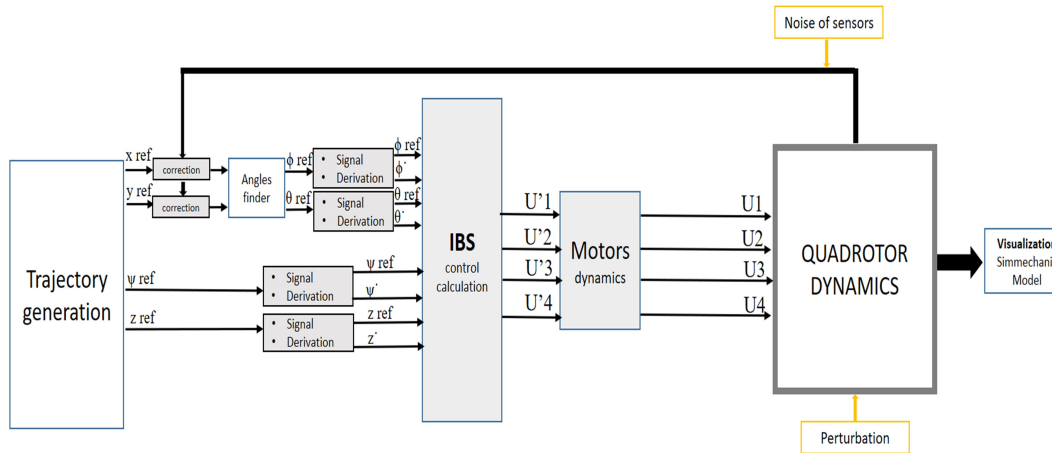 Noise of sensors
x ref
correction
y ref
correction
Angles
finder
ϕ ref
θ ref
• Signal
• Derivation
• Signal
• Derivation
ϕ ref
ϕ˙
θ ref
θ˙
Trajectory
generation
ψ ref
z ref
• Signal
• Derivation
• Signal
• Derivation
ψ ref
ψ˙
z ref
z˙
IBS
control
calculation
U'1
U'2
U'3
U'4
Motors
dynamics
U1
U2
U3
U4
QUADROTOR
DYNAMICS
Visualization
Simmechanic
Model
Perturbation